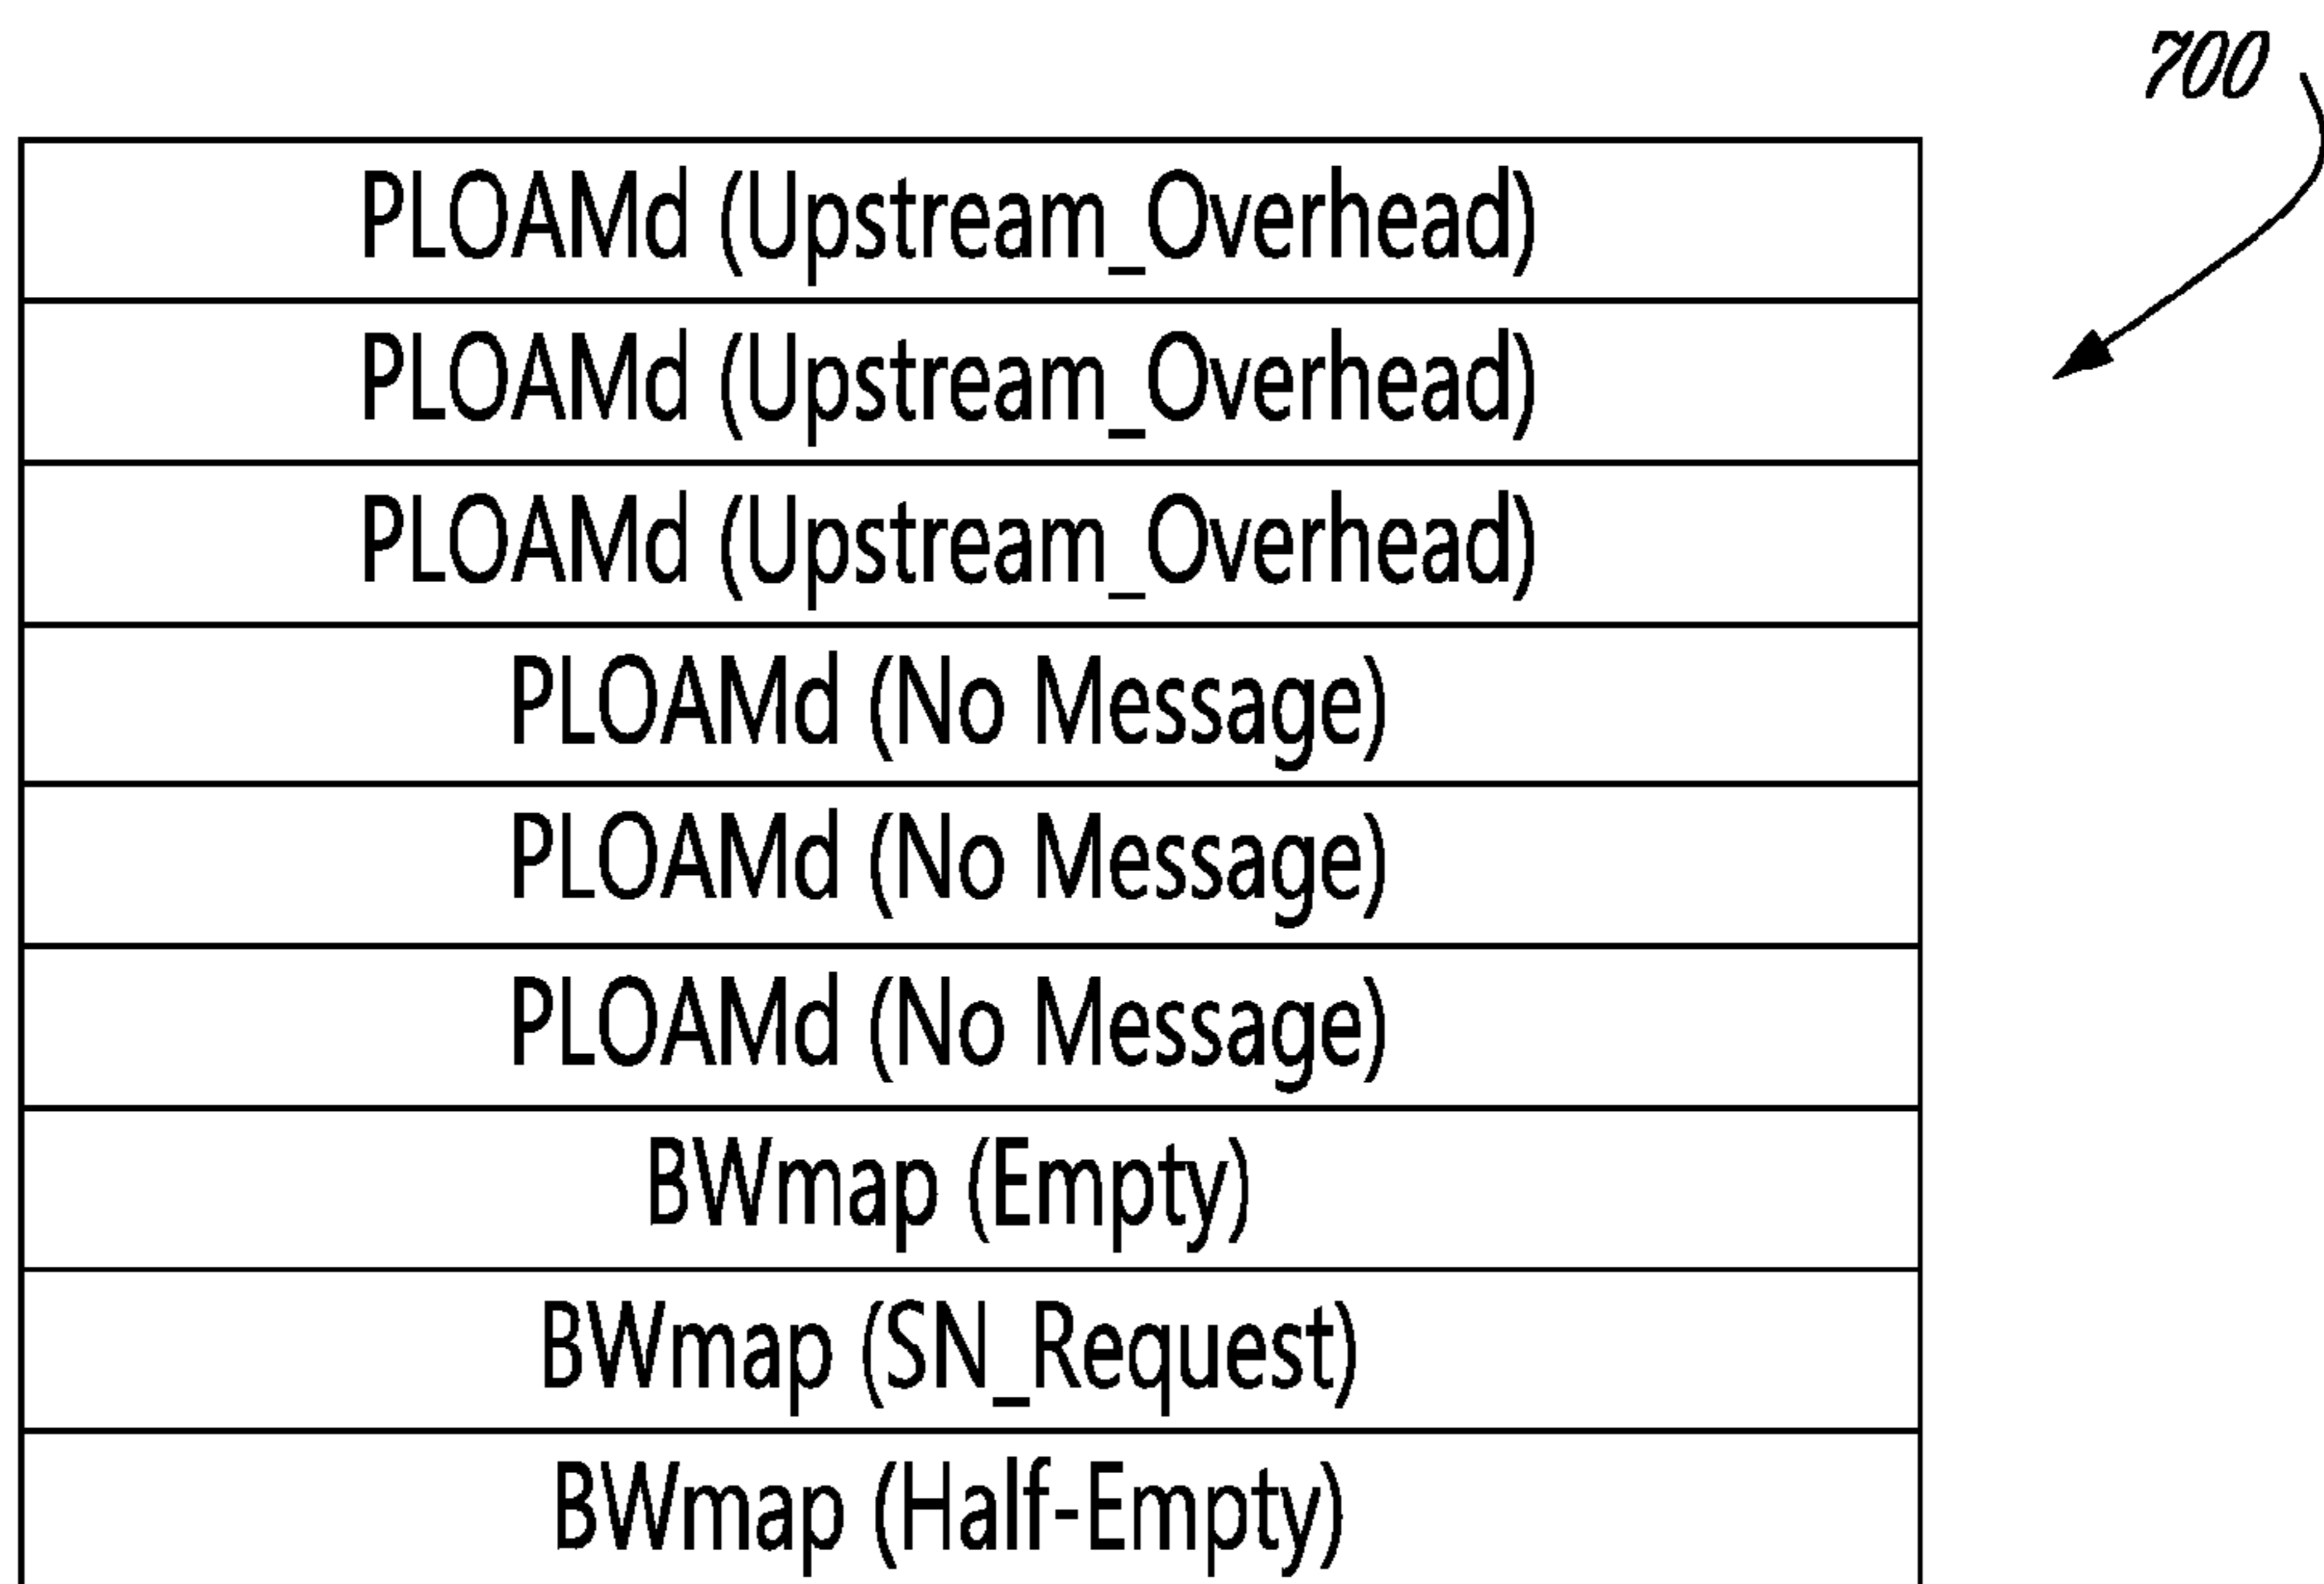 700
PLOAMd (Upstream_Overhead)
PLOAMd (Upstream_Overhead)
PLOAMd (Upstream_Overhead)
PLOAMd (No Message)
PLOAMd (No Message)
PLOAMd (No Message)
BWmap (Empty)
BWmap (SN_Request)
BWmap (Half-Empty)